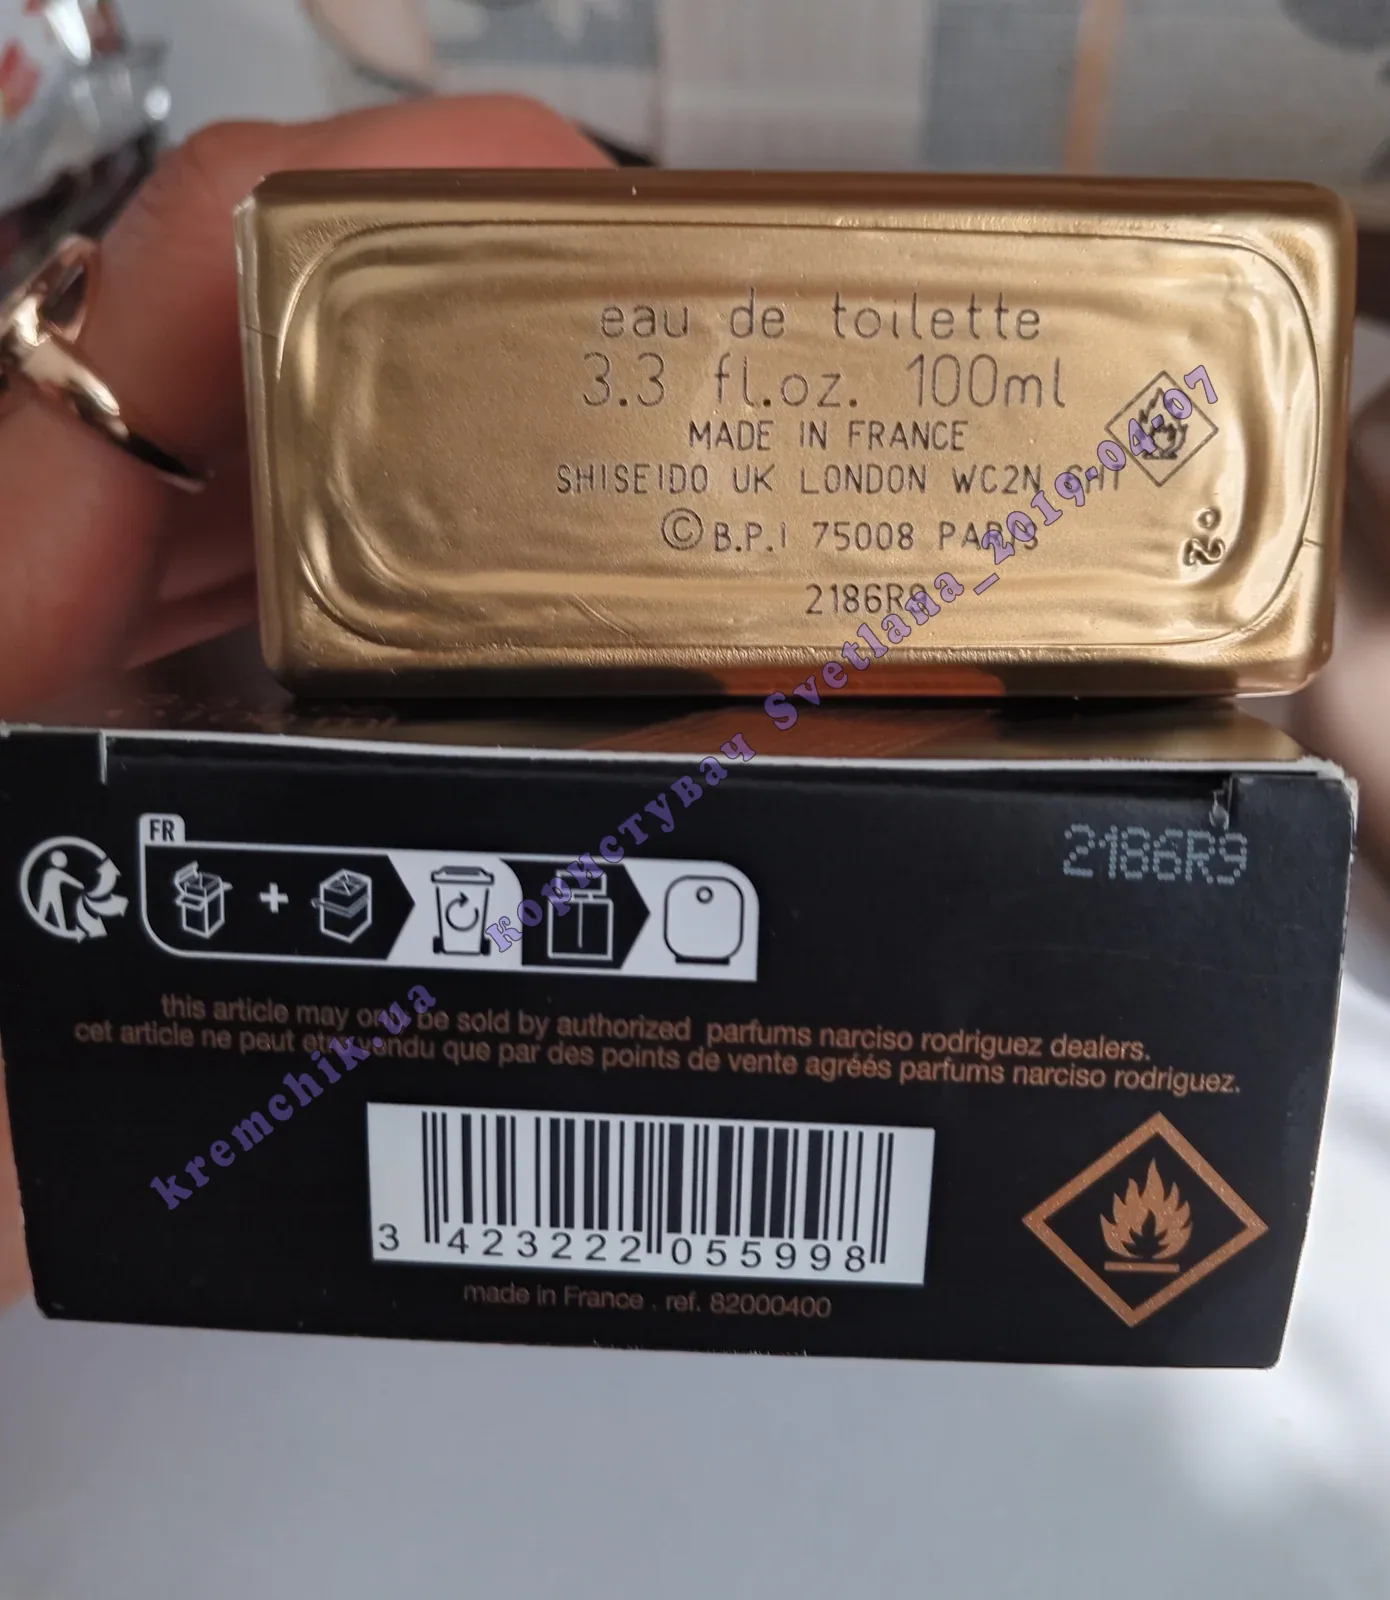 eau de toilette
3.3 fl.oz. 100ml
MADE IN FRANCE
SHISEIDO UK LONDON WC2N 6HT
© B.P.I 75008 PARIS
2186R9
20
FR
2186R9
this article may only be sold by authorized parfums narciso rodriguez dealers.
cet article ne peut etre vendu que par des points de vente agréés parfums narciso rodriguez.
3 423222 055998
made in France . ref. 82000400
kremchik.ua користувач Svetlana_2019-04-07